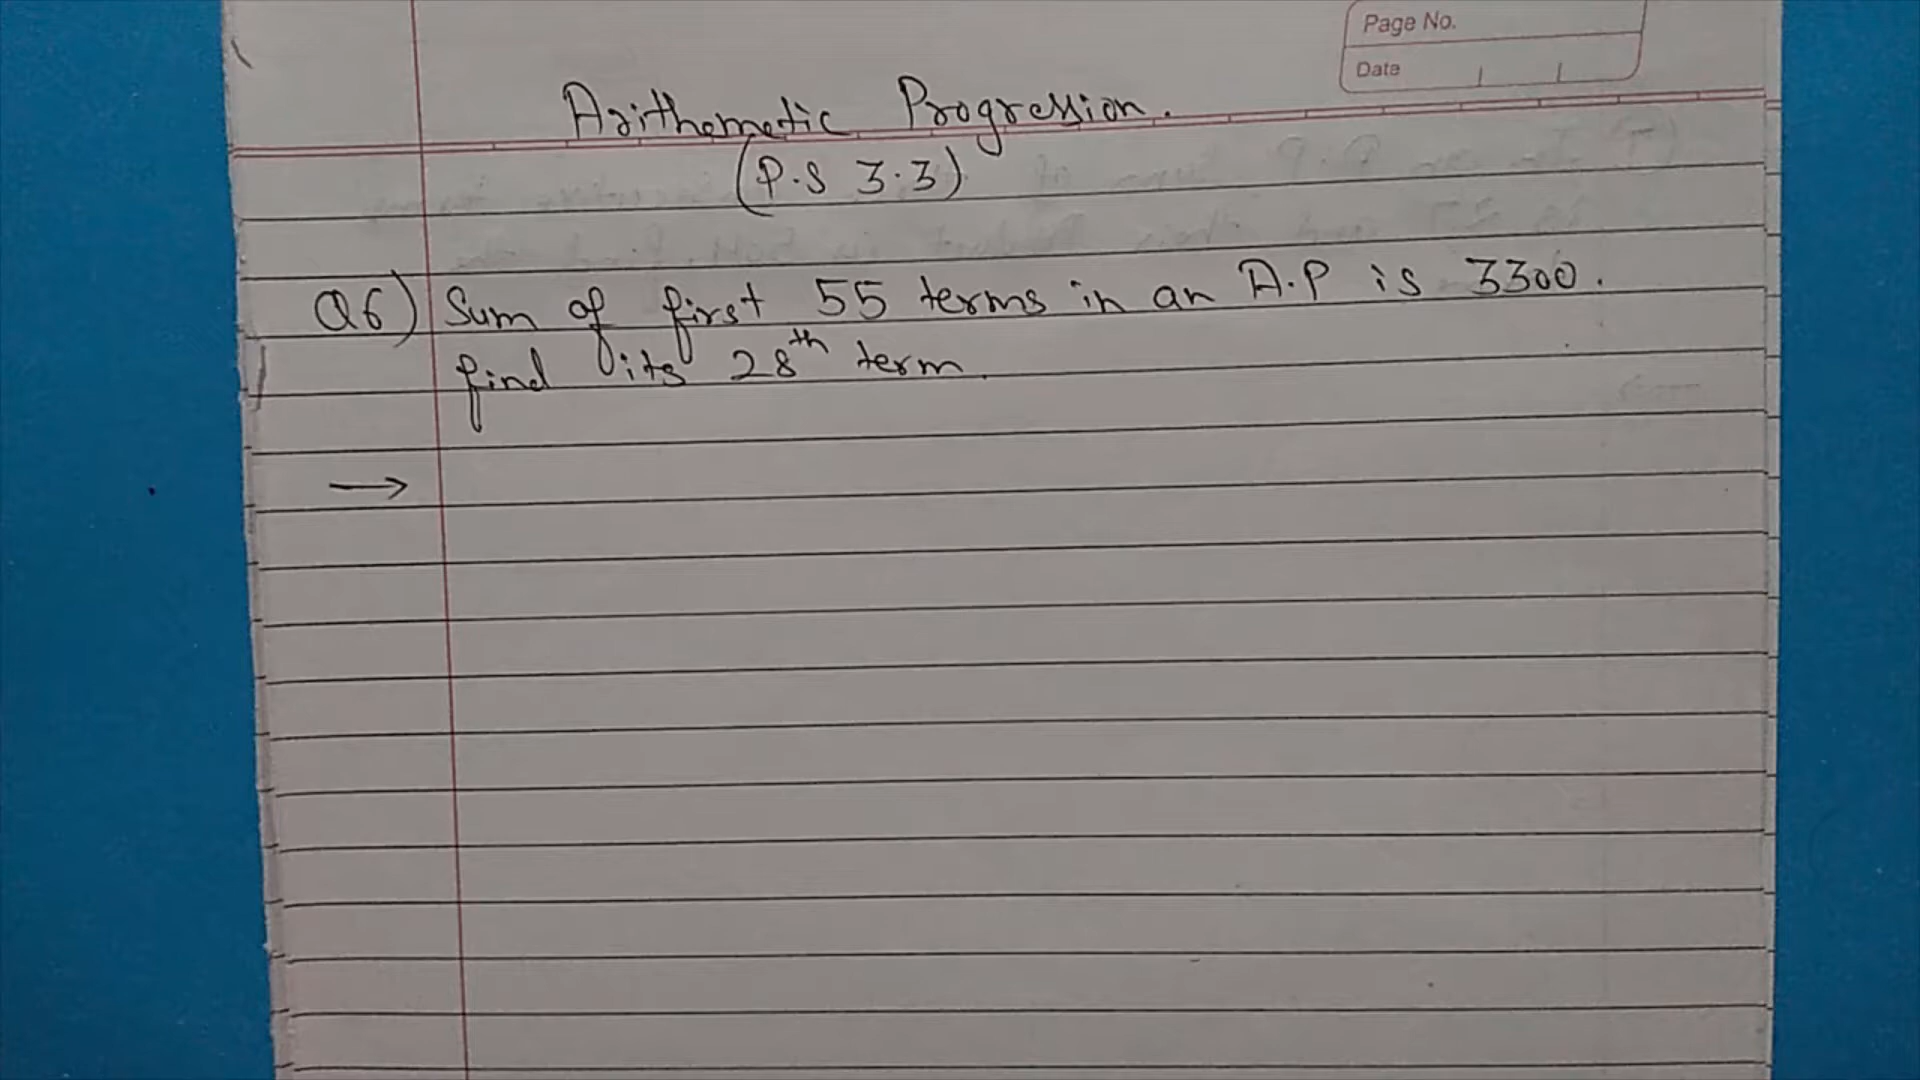 Page No.
Date
Arithemetic Progression.
(P.S 3.3)
Q6) Sum of first 55 terms in an A.P is 3300.
find its 28th term.